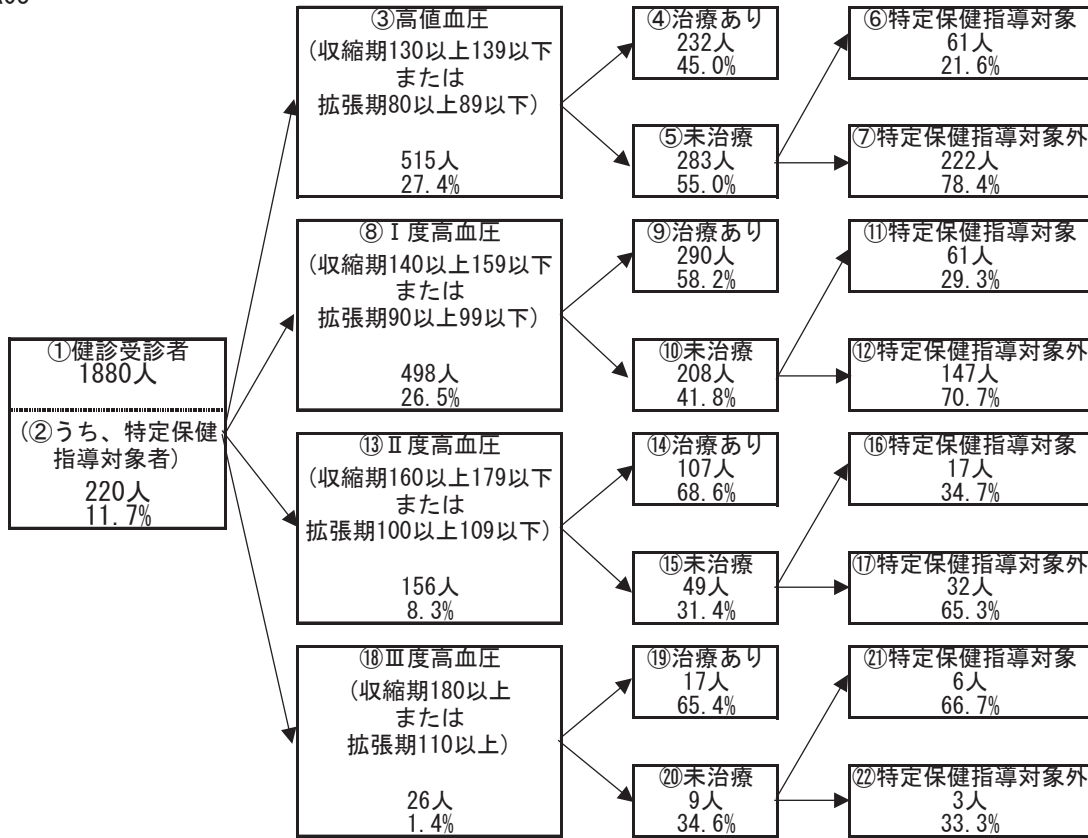 ①健診受診者
1880人
(②うち、特定保健
指導対象者)
220人
11.7%
③高値血圧
(収縮期130以上139以下
または
拡張期80以上89以下)
515人
27.4%
④治療あり
232人
45.0%
⑤未治療
283人
55.0%
⑥特定保健指導対象
61人
21.6%
⑦特定保健指導対象外
222人
78.4%
⑧Ⅰ度高血圧
(収縮期140以上159以下
または
拡張期90以上99以下)
498人
26.5%
⑨治療あり
290人
58.2%
⑩未治療
208人
41.8%
⑪特定保健指導対象
61人
29.3%
⑫特定保健指導対象外
147人
70.7%
⑬Ⅱ度高血圧
(収縮期160以上179以下
または
拡張期100以上109以下)
156人
8.3%
⑭治療あり
107人
68.6%
⑮未治療
49人
31.4%
⑯特定保健指導対象
17人
34.7%
⑰特定保健指導対象外
32人
65.3%
⑱Ⅲ度高血圧
(収縮期180以上
または
拡張期110以上)
26人
1.4%
⑲治療あり
17人
65.4%
⑳未治療
9人
34.6%
㉑特定保健指導対象
6人
66.7%
㉒特定保健指導対象外
3人
33.3%